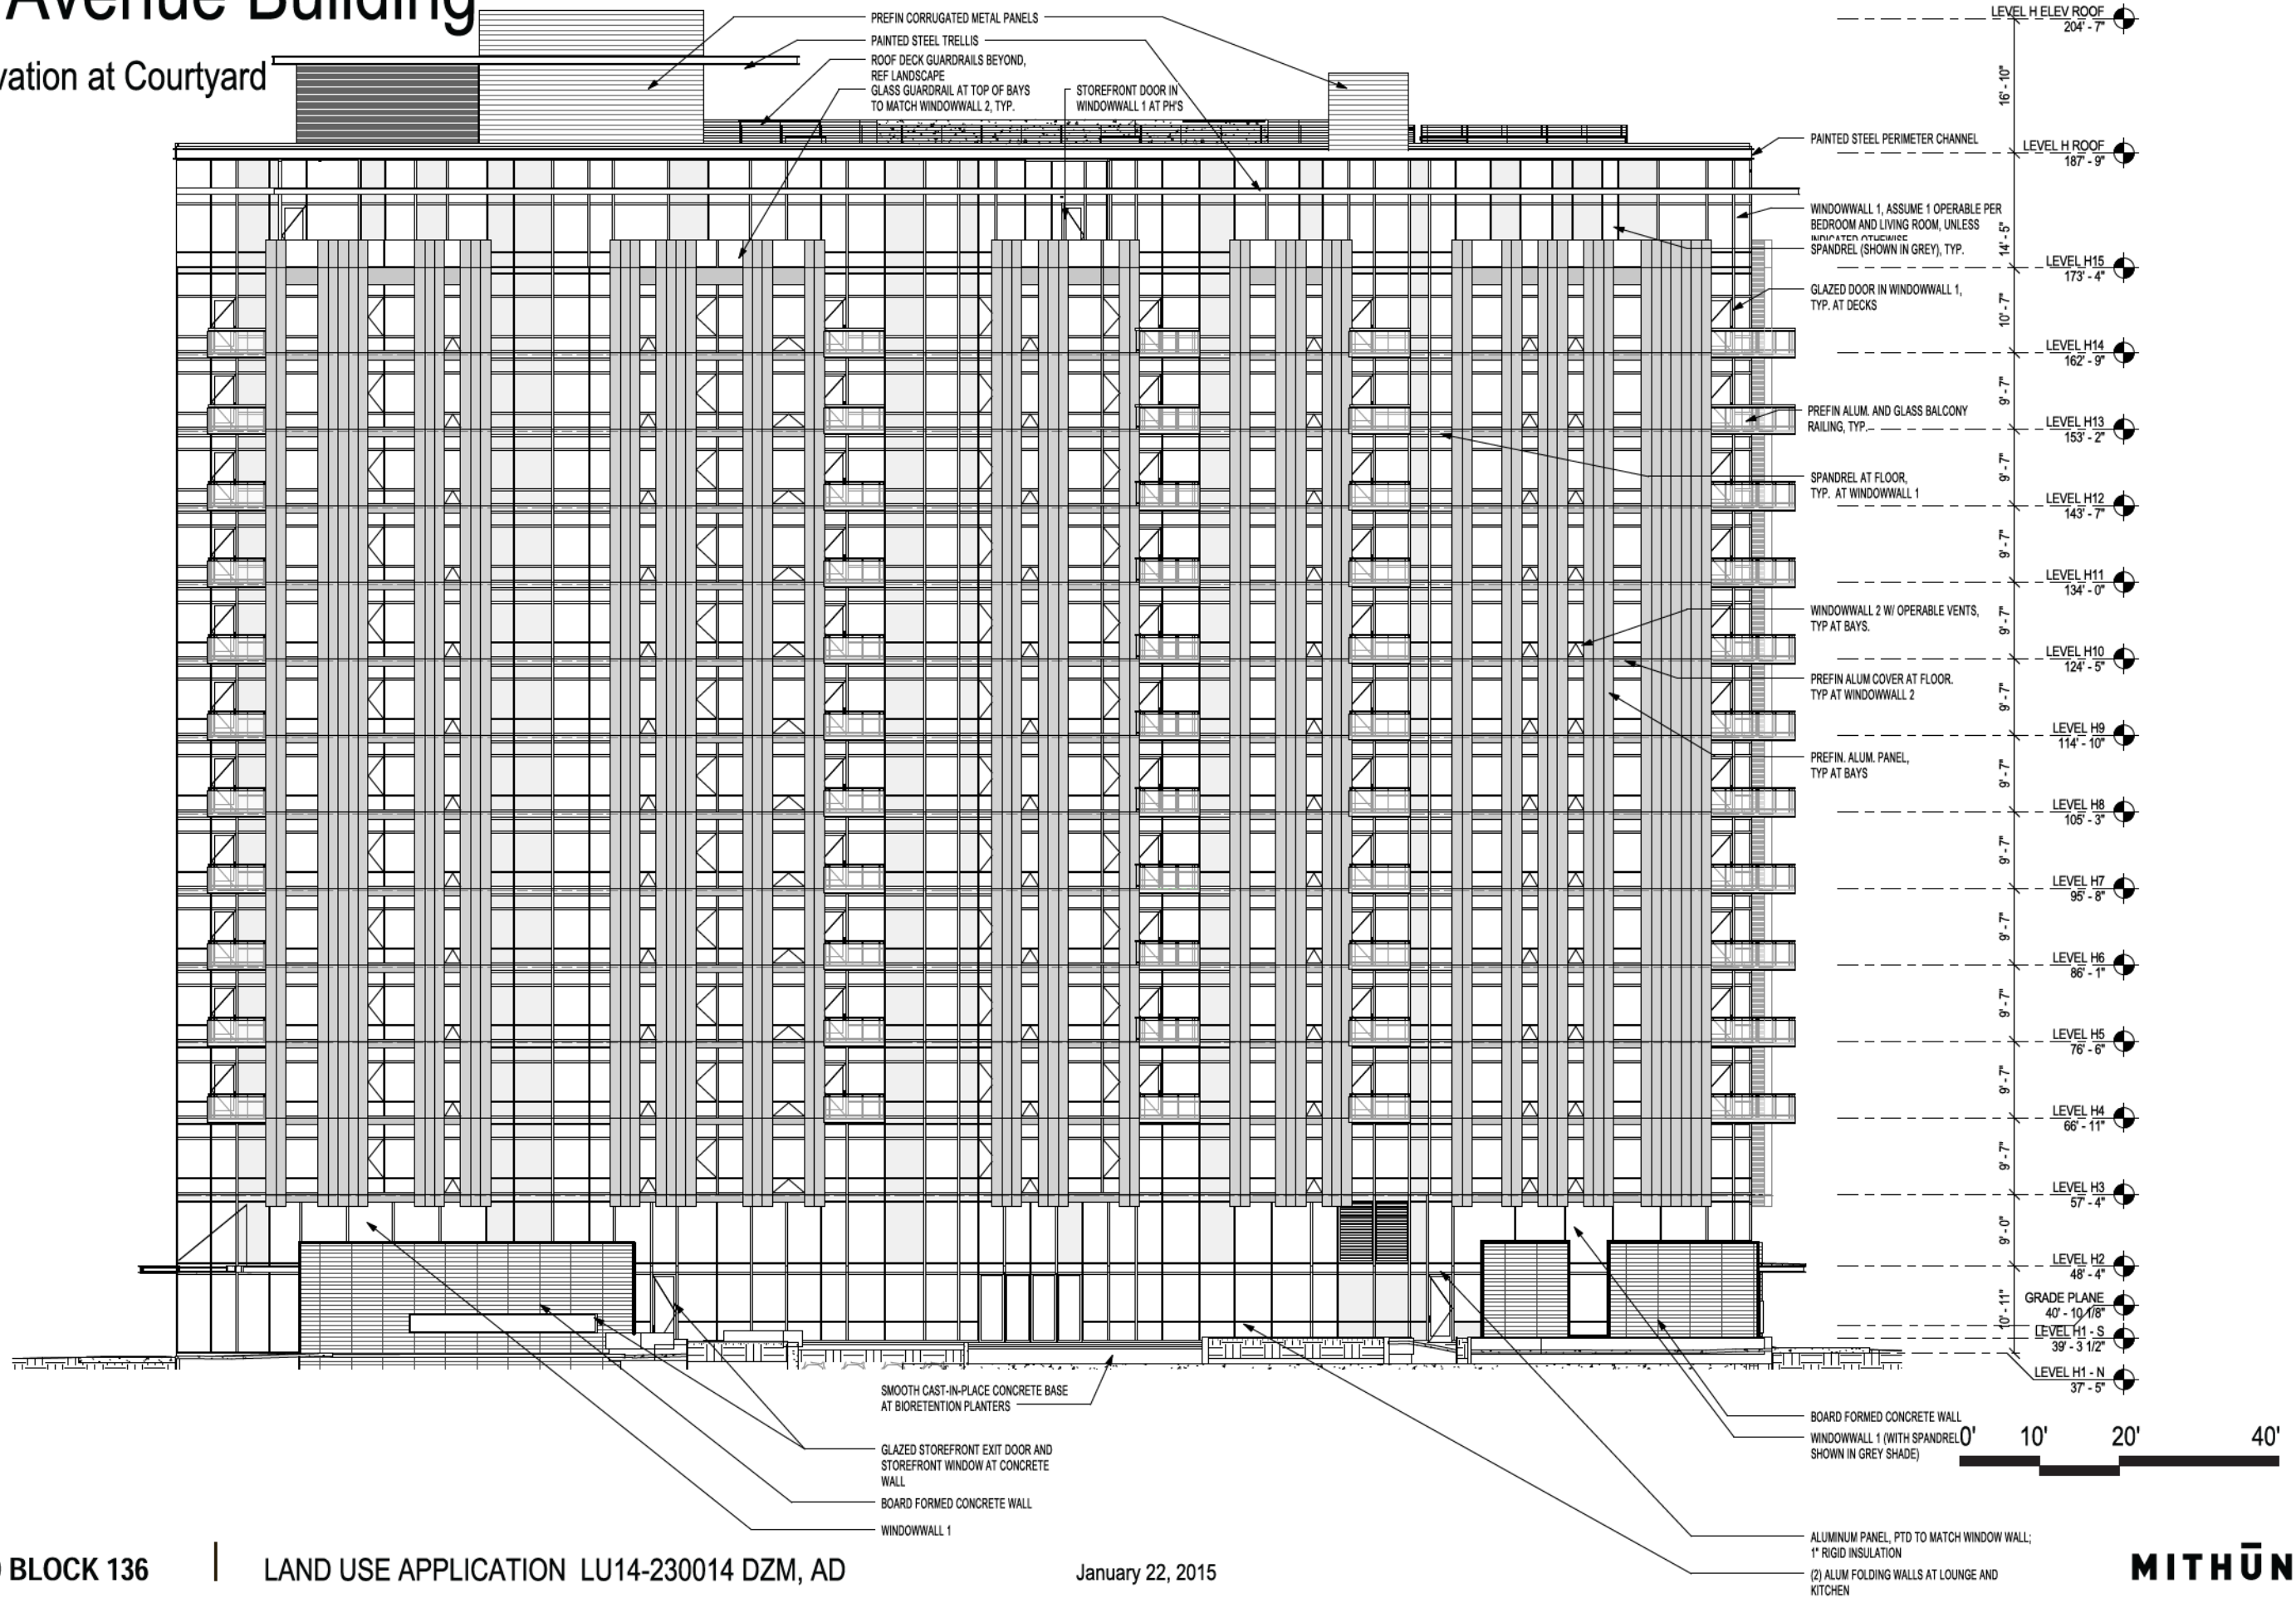 Avenue Building
vation at Courtyard
PREFIN CORRUGATED METAL PANELS
PAINTED STEEL TRELLIS
ROOF DECK GUARDRAILS BEYOND,
REF LANDSCAPE
GLASS GUARDRAIL AT TOP OF BAYS
TO MATCH WINDOWWALL 2, TYP.
STOREFRONT DOOR IN
WINDOWWALL 1 AT PH'S
PAINTED STEEL PERIMETER CHANNEL
WINDOWWALL 1, ASSUME 1 OPERABLE PER
BEDROOM AND LIVING ROOM, UNLESS
INDICATED OTHEWISE
SPANDREL (SHOWN IN GREY), TYP.
GLAZED DOOR IN WINDOWWALL 1,
TYP. AT DECKS
PREFIN ALUM. AND GLASS BALCONY
RAILING, TYP.
SPANDREL AT FLOOR,
TYP. AT WINDOWWALL 1
WINDOWWALL 2 W/ OPERABLE VENTS,
TYP AT BAYS.
PREFIN ALUM COVER AT FLOOR.
TYP AT WINDOWWALL 2
PREFIN. ALUM. PANEL,
TYP AT BAYS
LEVEL H ELEV ROOF
204' - 7"
16' - 10"
LEVEL H ROOF
187' - 9"
14' - 5"
LEVEL H15
173' - 4"
10' - 7"
LEVEL H14
162' - 9"
9' - 7"
LEVEL H13
153' - 2"
9' - 7"
LEVEL H12
143' - 7"
9' - 7"
LEVEL H11
134' - 0"
9' - 7"
LEVEL H10
124' - 5"
9' - 7"
LEVEL H9
114' - 10"
9' - 7"
LEVEL H8
105' - 3"
9' - 7"
LEVEL H7
95' - 8"
9' - 7"
LEVEL H6
86' - 1"
9' - 7"
LEVEL H5
76' - 6"
9' - 7"
LEVEL H4
66' - 11"
9' - 7"
LEVEL H3
57' - 4"
9' - 0"
LEVEL H2
48' - 4"
10' - 11"
GRADE PLANE
40' - 10 1/8"
LEVEL H1 - S
39' - 3 1/2"
LEVEL H1 - N
37' - 5"
SMOOTH CAST-IN-PLACE CONCRETE BASE
AT BIORETENTION PLANTERS
GLAZED STOREFRONT EXIT DOOR AND
STOREFRONT WINDOW AT CONCRETE
WALL
BOARD FORMED CONCRETE WALL
WINDOWWALL 1
BOARD FORMED CONCRETE WALL
WINDOWWALL 1 (WITH SPANDREL
SHOWN IN GREY SHADE)
0' 10' 20' 40'
ALUMINUM PANEL, PTD TO MATCH WINDOW WALL;
1" RIGID INSULATION
(2) ALUM FOLDING WALLS AT LOUNGE AND
KITCHEN
BLOCK 136
LAND USE APPLICATION LU14-230014 DZM, AD
January 22, 2015
MITHŪN